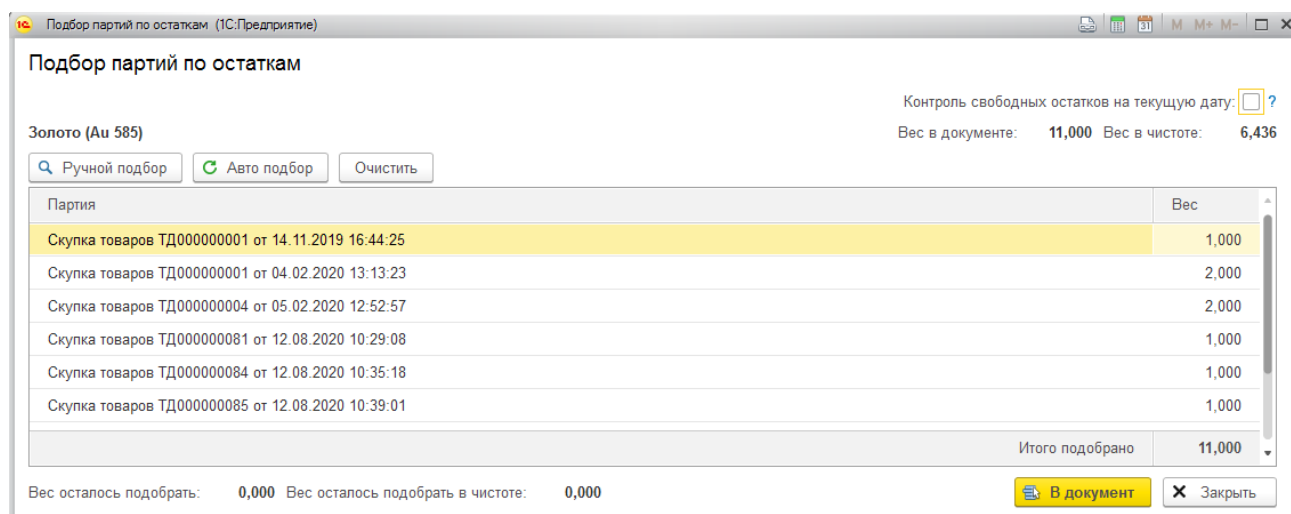 1С Подбор партий по остаткам (1С:Предприятие) 31 M M+ M-
Подбор партий по остаткам
Контроль свободных остатков на текущую дату: ?
Золото (Au 585) Вес в документе: 11,000 Вес в чистоте: 6,436
Ручной подбор Авто подбор Очистить
Партия Вес
Скупка товаров ТД000000001 от 14.11.2019 16:44:25 1,000
Скупка товаров ТД000000001 от 04.02.2020 13:13:23 2,000
Скупка товаров ТД000000004 от 05.02.2020 12:52:57 2,000
Скупка товаров ТД000000081 от 12.08.2020 10:29:08 1,000
Скупка товаров ТД000000084 от 12.08.2020 10:35:18 1,000
Скупка товаров ТД000000085 от 12.08.2020 10:39:01 1,000
Итого подобрано 11,000
Вес осталось подобрать: 0,000 Вес осталось подобрать в чистоте: 0,000 В документ Закрыть